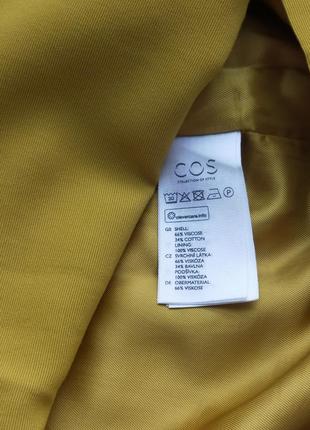 COS
COLLECTION OF STYLE
30 P
clevercare.info
GB SHELL:
66% VISCOSE
34% COTTON
LINING:
100% VISCOSE
CZ SVRCHNÍ LÁTKA:
66% VISKÓZA
34% BAVLNA
PODŠÍVKA:
100% VISKÓZA
DE OBERMATERIAL:
66% VISKOSE